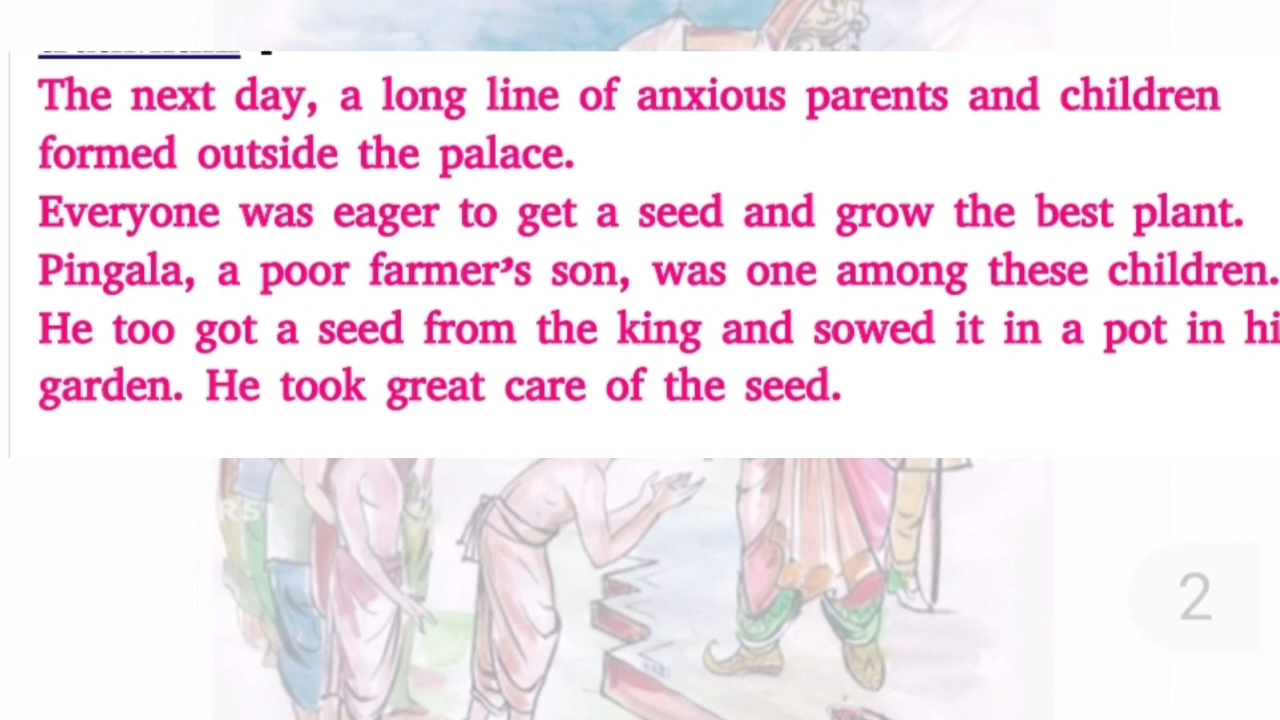 The next day, a long line of anxious parents and children
formed outside the palace.
Everyone was eager to get a seed and grow the best plant.
Pingala, a poor farmer's son, was one among these children.
He too got a seed from the king and sowed it in a pot in hi
garden. He took great care of the seed.
2